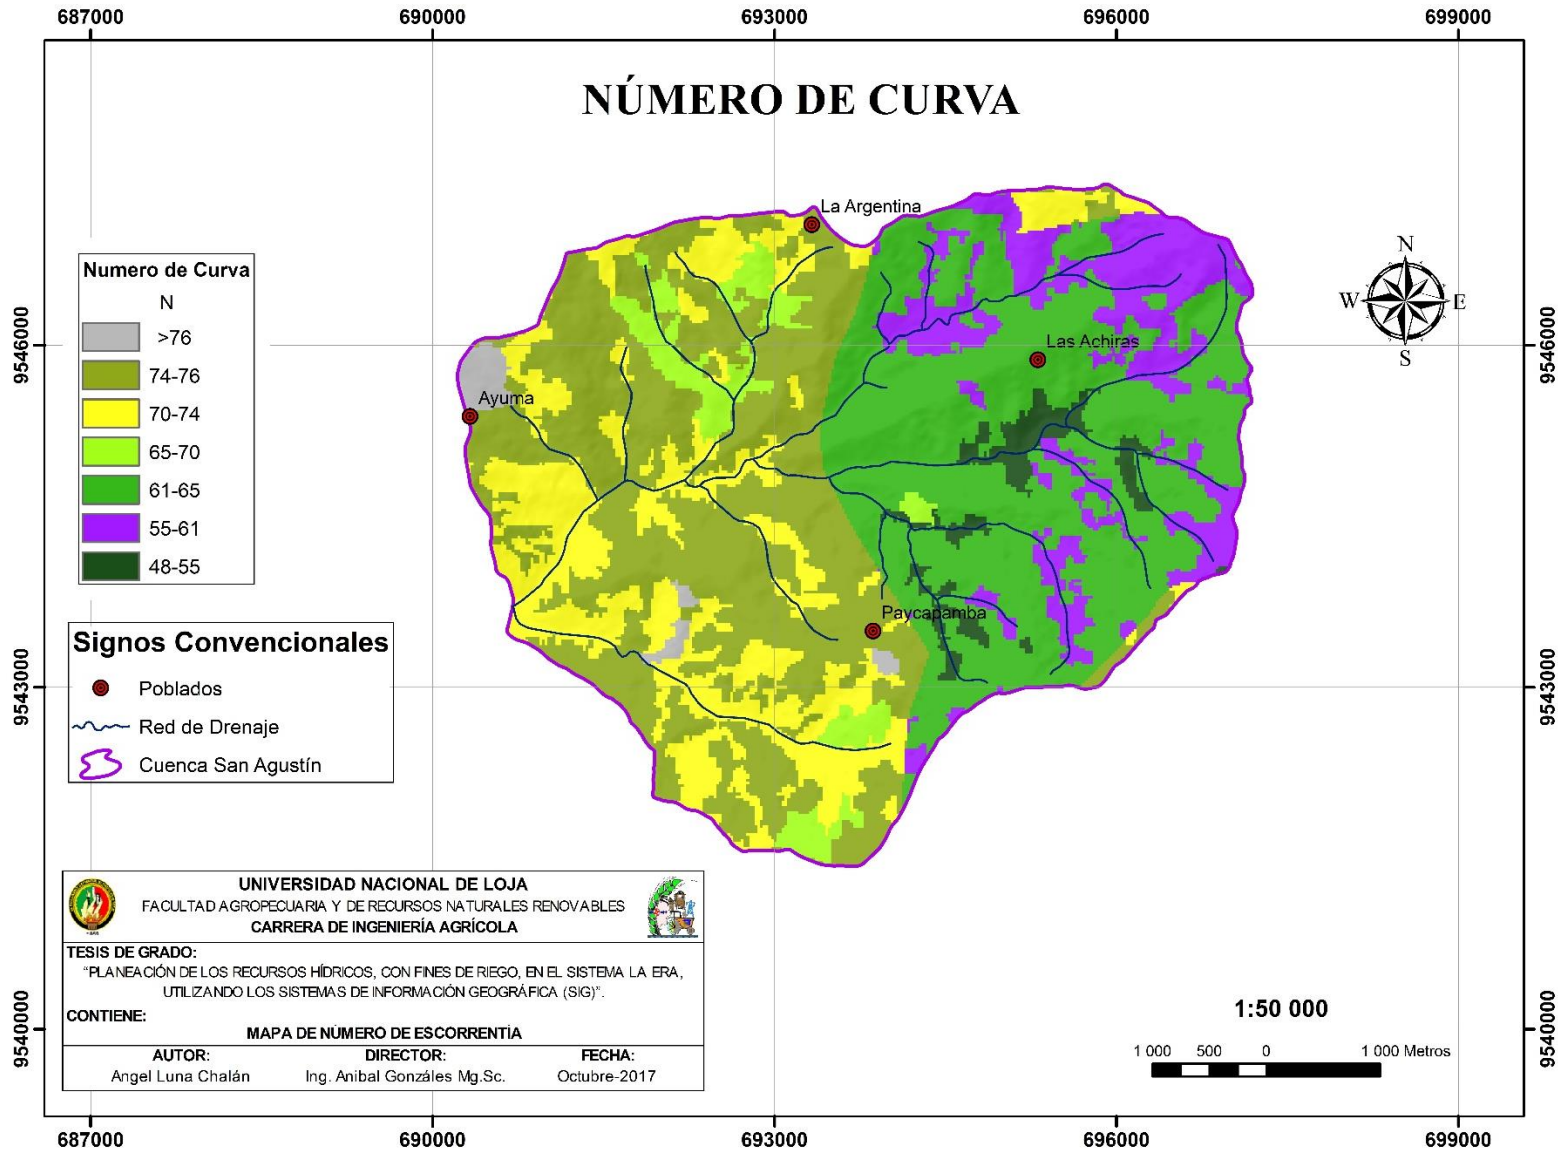 687000
690000
693000
696000
699000
NÚMERO DE CURVA
La Argentina
Las Achiras
Ayuma
Paycapamba
N
W
E
S
9546000
9546000
9543000
9543000
9540000
9540000
Numero de Curva
N
>76
74-76
70-74
65-70
61-65
55-61
48-55
Signos Convencionales
Poblados
Red de Drenaje
Cuenca San Agustín
UNIVERSIDAD NACIONAL DE LOJA
FACULTAD AGROPECUARIA Y DE RECURSOS NATURALES RENOVABLES
CARRERA DE INGENIERÍA AGRÍCOLA
TESIS DE GRADO:
“PLANEACIÓN DE LOS RECURSOS HÍDRICOS, CON FINES DE RIEGO, EN EL SISTEMA LA ERA,
UTILIZANDO LOS SISTEMAS DE INFORMACIÓN GEOGRÁFICA (SIG)”.
CONTIENE:
MAPA DE NÚMERO DE ESCORRENTÍA
AUTOR:
DIRECTOR:
FECHA:
Angel Luna Chalán
Ing. Anibal Gonzáles Mg.Sc.
Octubre-2017
1:50 000
1 000 500 0 1 000 Metros
687000
690000
693000
696000
699000